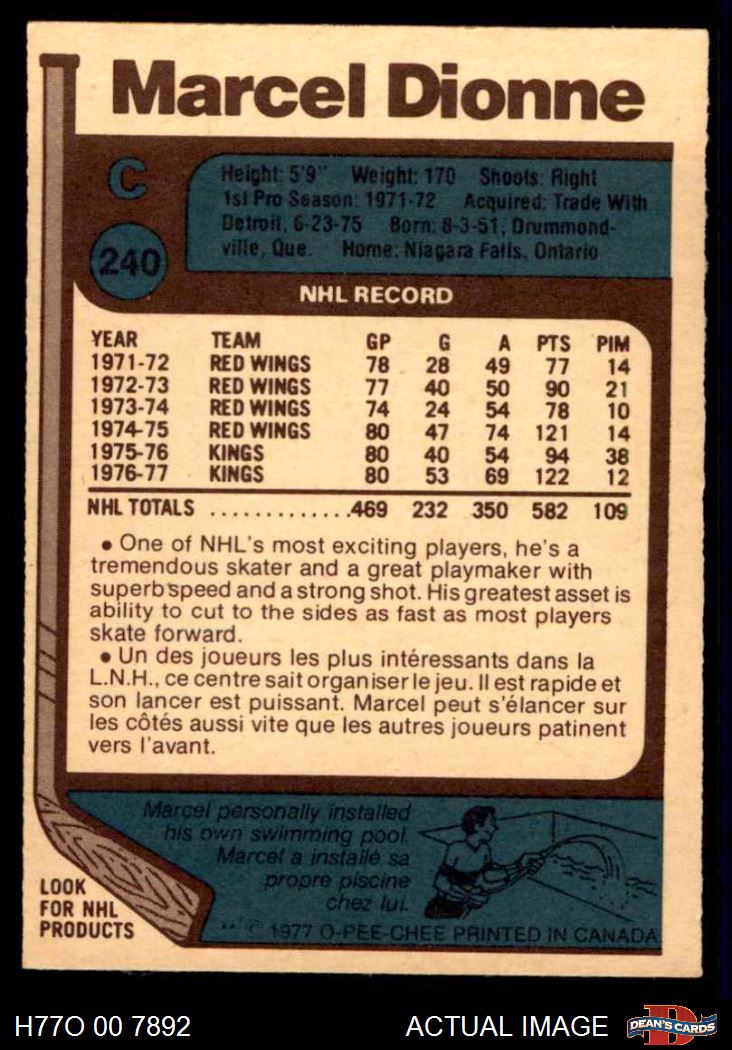 Marcel Dionne
C
240
Height: 5'9" Weight: 170 Shoots: Right
1st Pro Season: 1971-72 Acquired: Trade With
Detroit, 6-23-75 Born: 8-3-51, Drummond-
ville, Que. Home: Niagara Falls, Ontario
NHL RECORD
YEAR TEAM GP G A PTS PIM
1971-72 RED WINGS 78 28 49 77 14
1972-73 RED WINGS 77 40 50 90 21
1973-74 RED WINGS 74 24 54 78 10
1974-75 RED WINGS 80 47 74 121 14
1975-76 KINGS 80 40 54 94 38
1976-77 KINGS 80 53 69 122 12
NHL TOTALS .............469 232 350 582 109
• One of NHL's most exciting players, he's a
tremendous skater and a great playmaker with
superb speed and a strong shot. His greatest asset is
ability to cut to the sides as fast as most players
skate forward.
• Un des joueurs les plus intéressants dans la
L.N.H., ce centre sait organiser le jeu. Il est rapide et
son lancer est puissant. Marcel peut s'élancer sur
les côtés aussi vite que les autres joueurs patinent
vers l'avant.
Marcel personally installed
his own swimming pool.
Marcel a installé sa
propre piscine
chez lui.
LOOK
FOR NHL
PRODUCTS
** © 1977 O-PEE-CHEE PRINTED IN CANADA
H77O 00 7892
ACTUAL IMAGE
D
DEAN'S CARDS